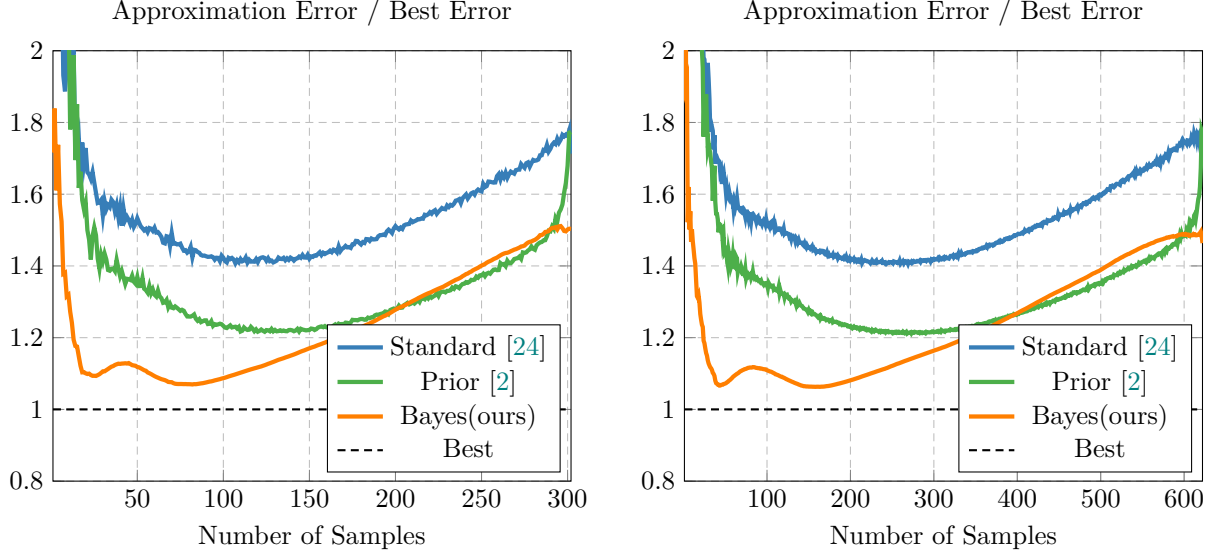 Approximation Error / Best Error
2
1.8
1.6
1.4
1.2
1
0.8
50 100 150 200 250 300
Number of Samples
Standard [24]
Prior [2]
Bayes(ours)
Best
Approximation Error / Best Error
2
1.8
1.6
1.4
1.2
1
0.8
100 200 300 400 500 600
Number of Samples
Standard [24]
Prior [2]
Bayes(ours)
Best